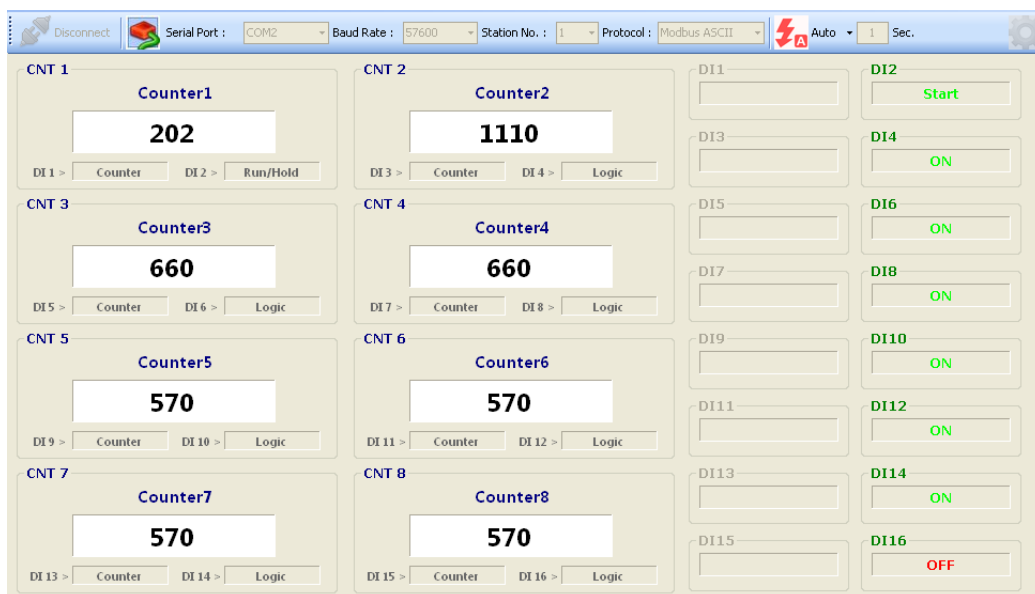 Disconnect Serial Port : COM2 Baud Rate : 57600 Station No. : 1 Protocol : Modbus ASCII A Auto 1 Sec.
CNT 1
Counter1
202
DI 1 > Counter DI 2 > Run/Hold
CNT 2
Counter2
1110
DI 3 > Counter DI 4 > Logic
CNT 3
Counter3
660
DI 5 > Counter DI 6 > Logic
CNT 4
Counter4
660
DI 7 > Counter DI 8 > Logic
CNT 5
Counter5
570
DI 9 > Counter DI 10 > Logic
CNT 6
Counter6
570
DI 11 > Counter DI 12 > Logic
CNT 7
Counter7
570
DI 13 > Counter DI 14 > Logic
CNT 8
Counter8
570
DI 15 > Counter DI 16 > Logic
DI1
DI2
Start
DI3
DI4
ON
DI5
DI6
ON
DI7
DI8
ON
DI9
DI10
ON
DI11
DI12
ON
DI13
DI14
ON
DI15
DI16
OFF